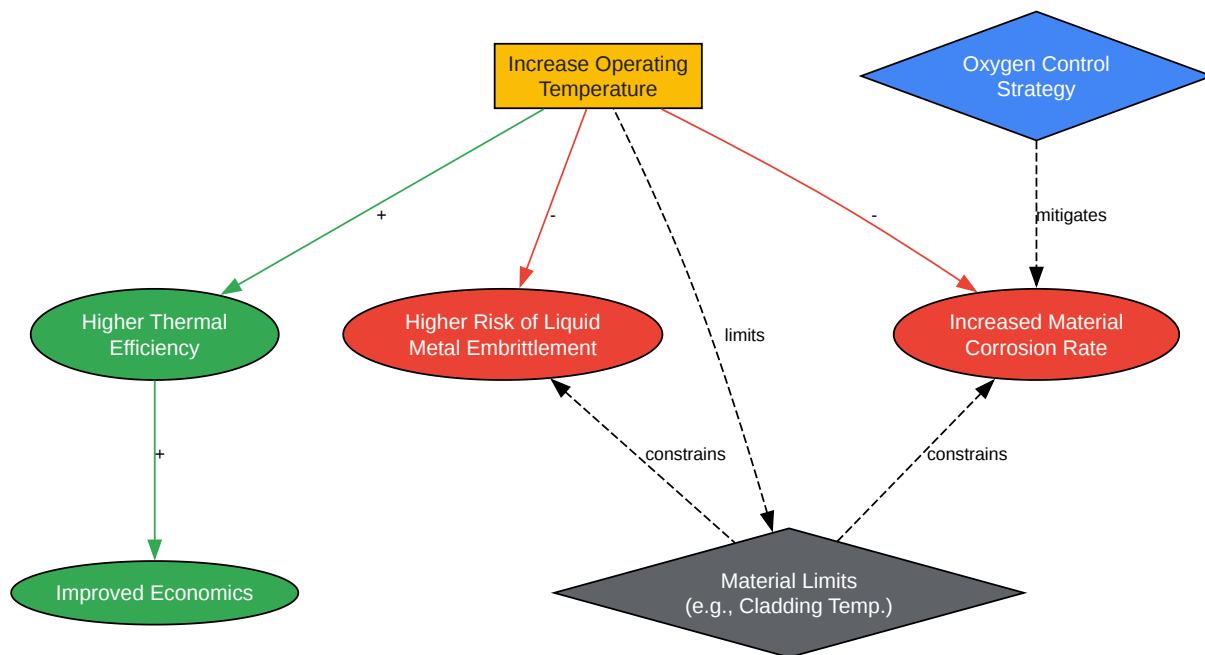 Increase Operating
Temperature
Oxygen Control
Strategy
+
-
-
mitigates
Higher Thermal
Efficiency
Higher Risk of Liquid
Metal Embrittlement
limits
Increased Material
Corrosion Rate
+
constrains
constrains
Improved Economics
Material Limits
(e.g., Cladding Temp.)